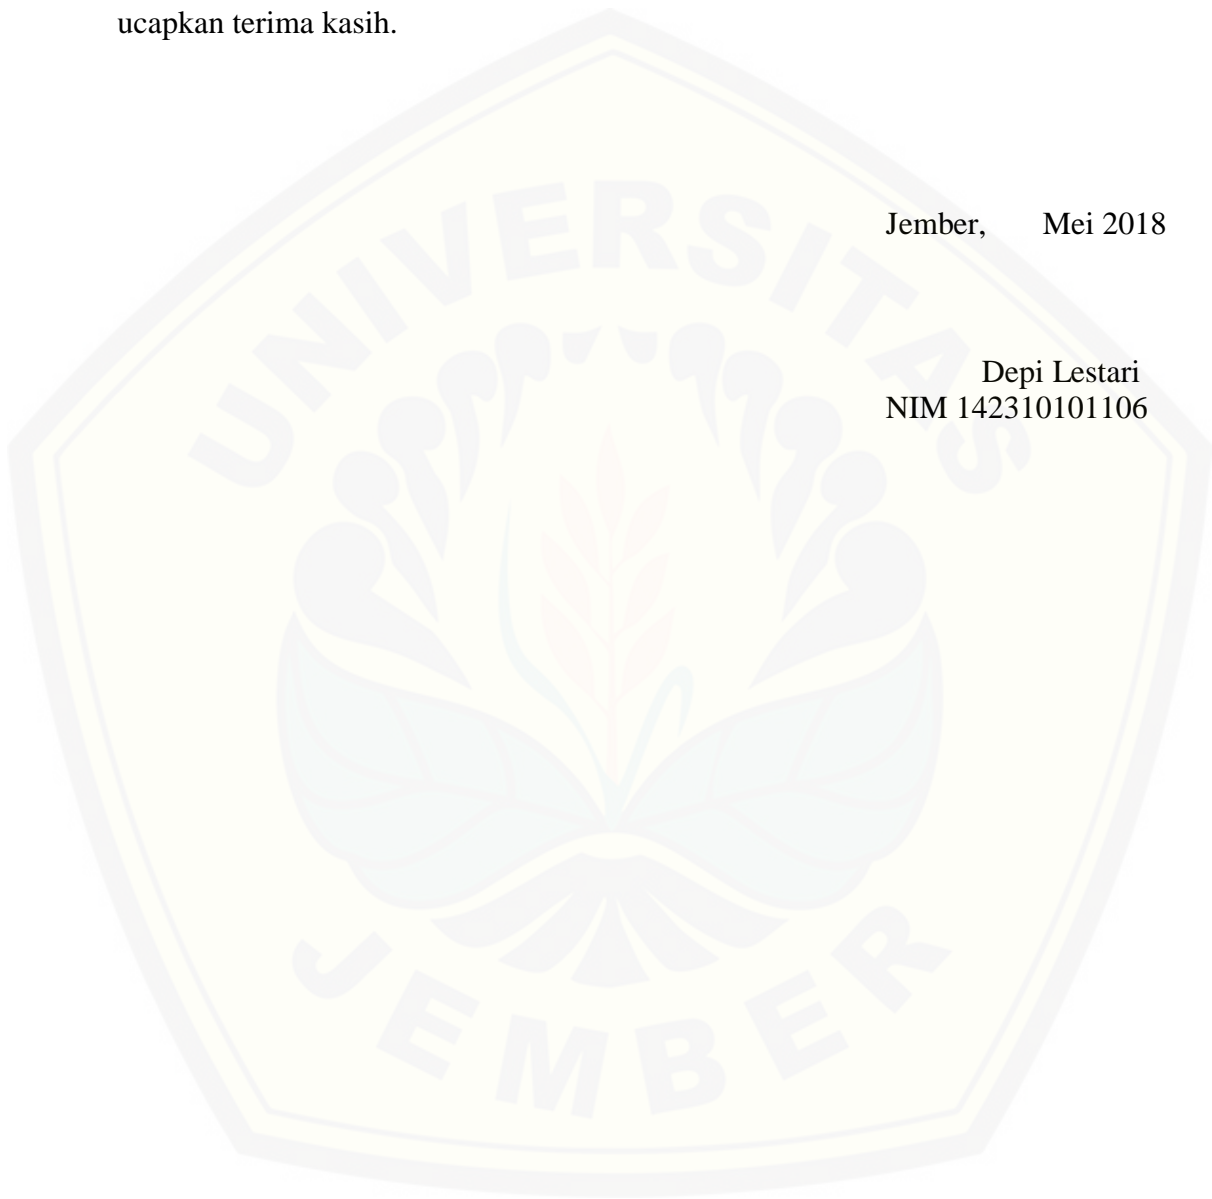 ucapkan terima kasih.
Jember, Mei 2018
Depi Lestari
NIM 142310101106
UNIVERSITAS
JEMBER